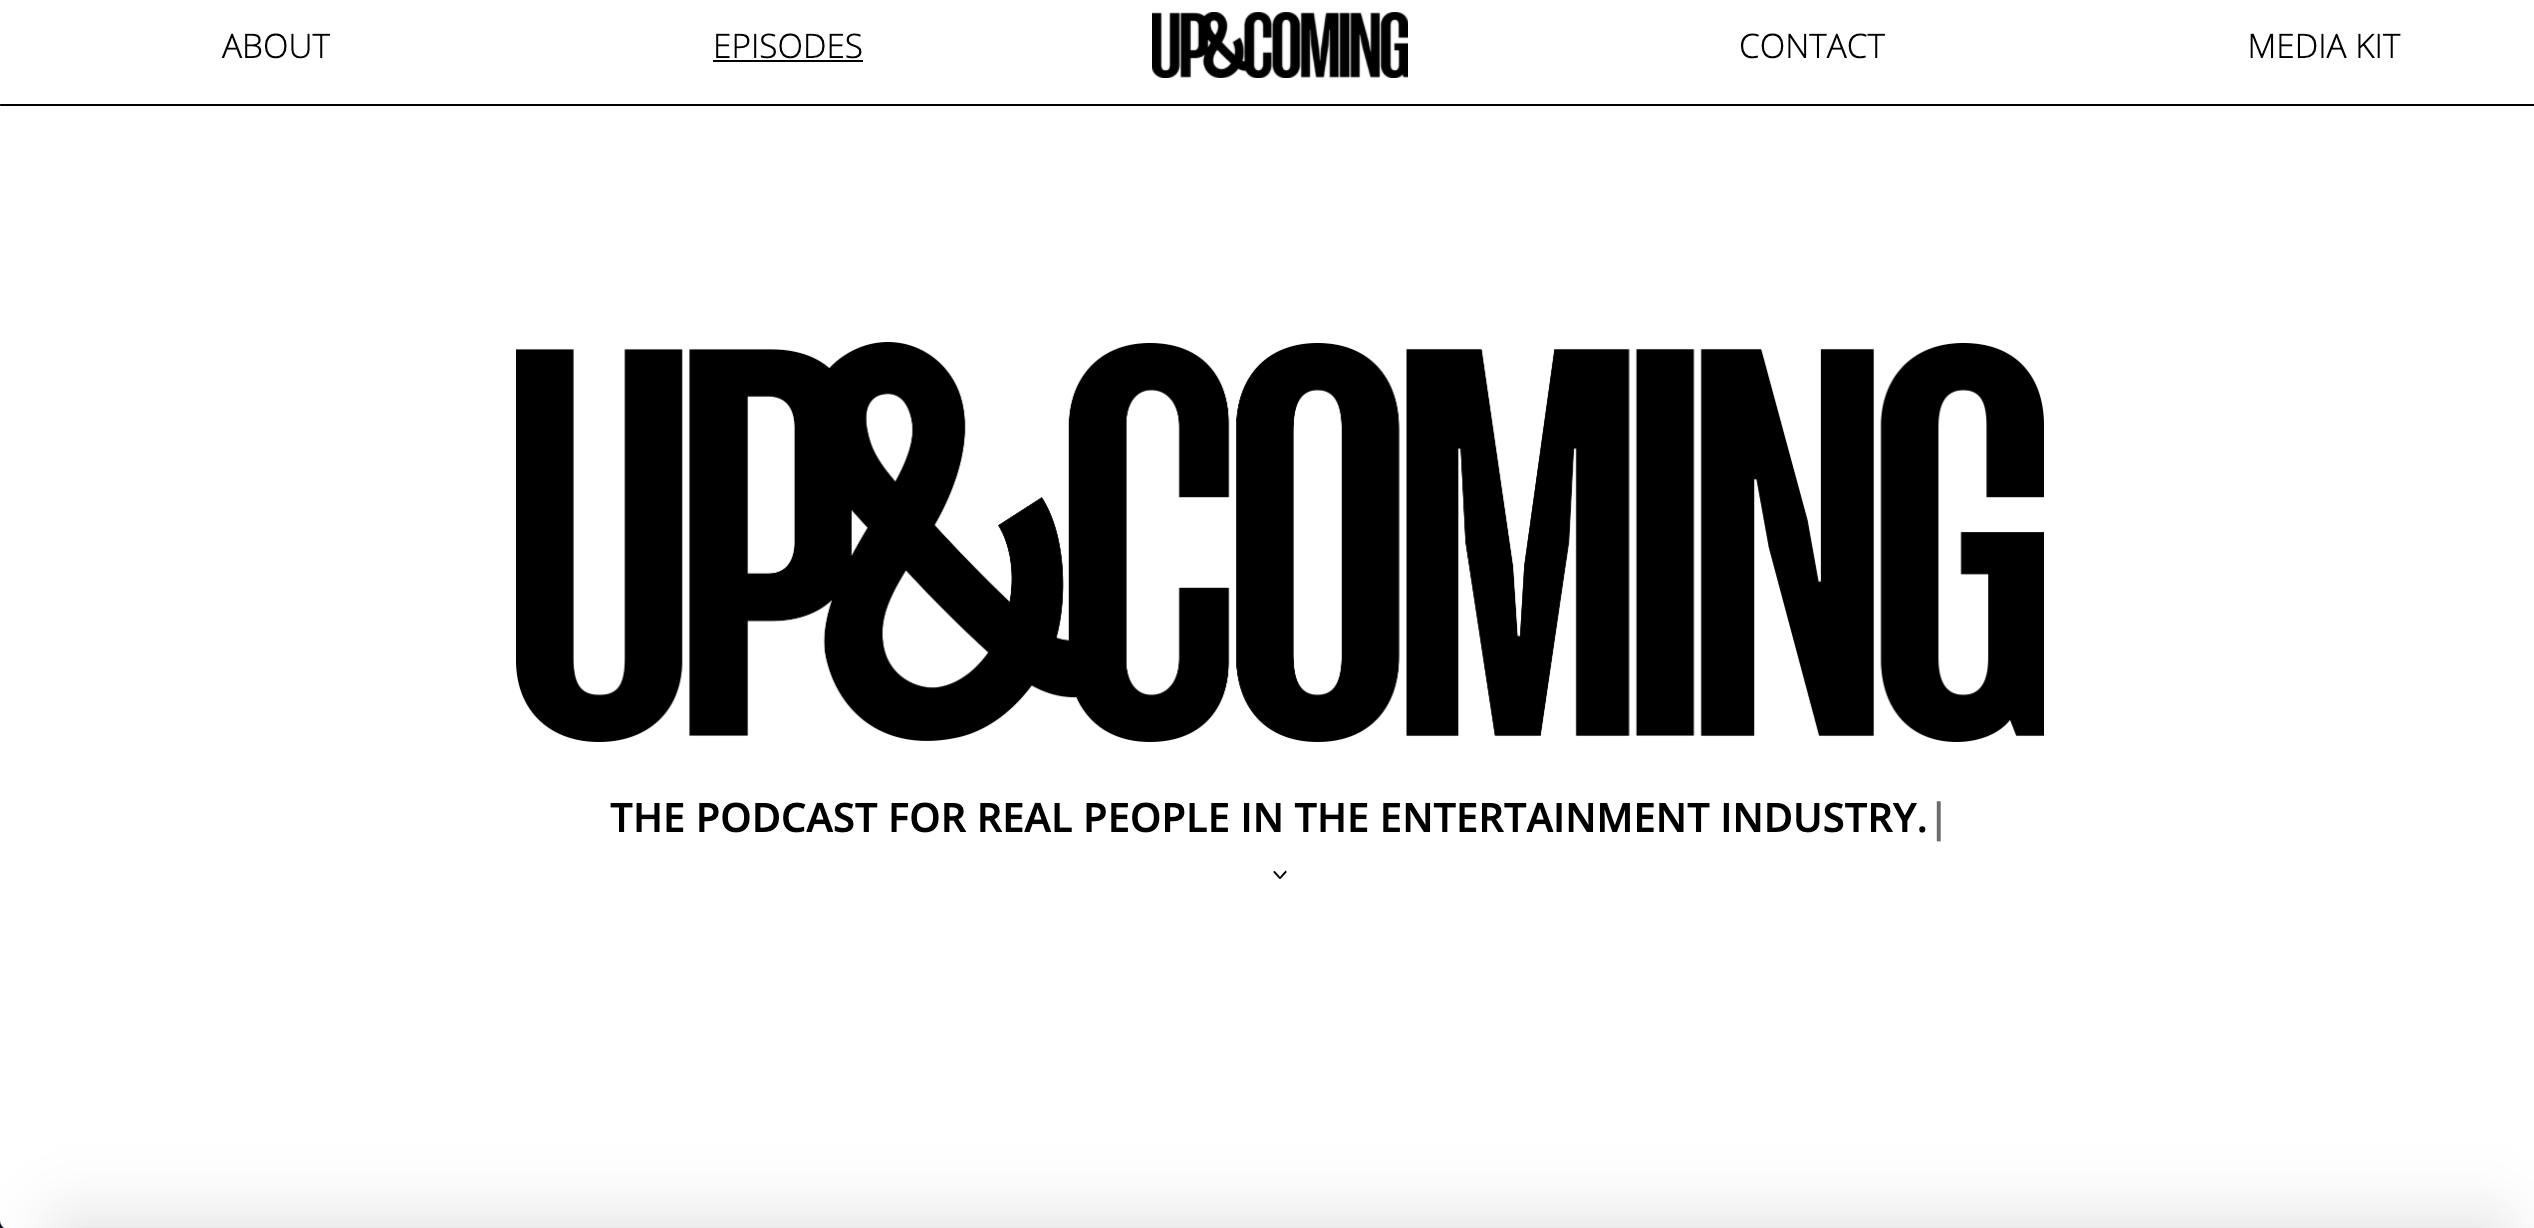 ABOUT
EPISODES
UP&COMING
CONTACT
MEDIA KIT
UP&COMING
THE PODCAST FOR REAL PEOPLE IN THE ENTERTAINMENT INDUSTRY.|